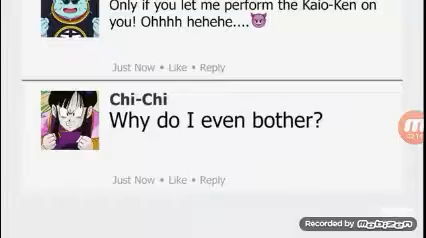 Only if you let me perform the Kaio-Ken on
you! Ohhhh hehehe....😈
Just Now • Like • Reply
Chi-Chi
Why do I even bother?
Just Now • Like • Reply
Recorded by mobizen